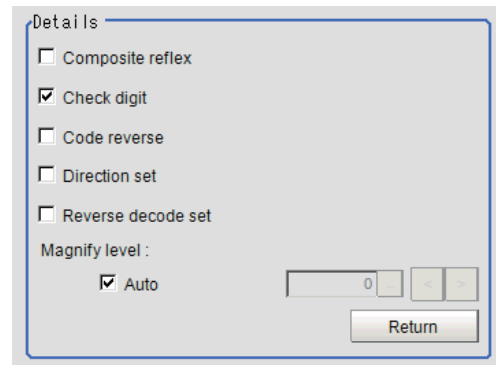 Details
Composite reflex
Check digit
Code reverse
Direction set
Reverse decode set
Magnify level :
Auto 0 ... < >
Return